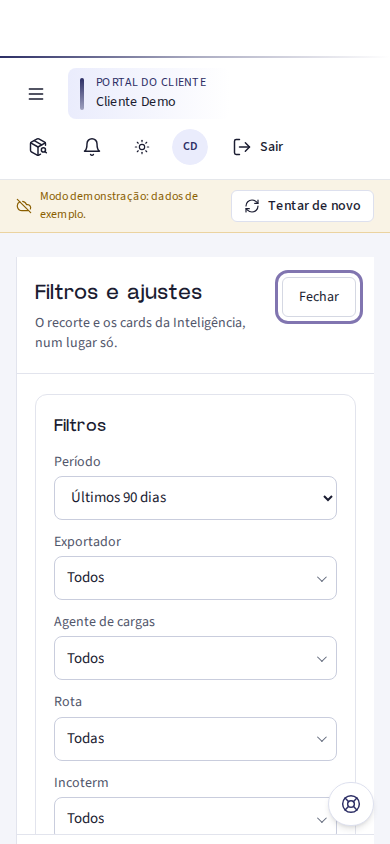 PORTAL DO CLIENTE
Cliente Demo
CD
Sair
Modo demonstração: dados de
exemplo.
Tentar de novo
Filtros e ajustes
Fechar
O recorte e os cards da Inteligência,
num lugar só.
Filtros
Período
Últimos 90 dias
Exportador
Todos
Agente de cargas
Todos
Rota
Todas
Incoterm
Todos